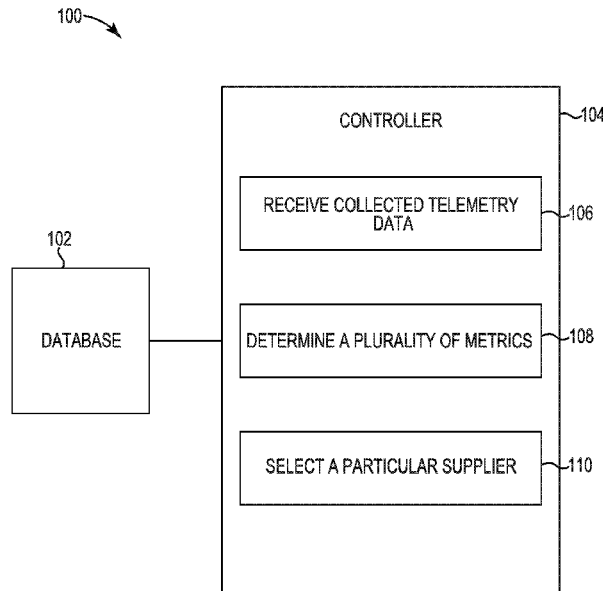 100
CONTROLLER
104
RECEIVE COLLECTED TELEMETRY
DATA
106
102
DATABASE
DETERMINE A PLURALITY OF METRICS
108
SELECT A PARTICULAR SUPPLIER
110